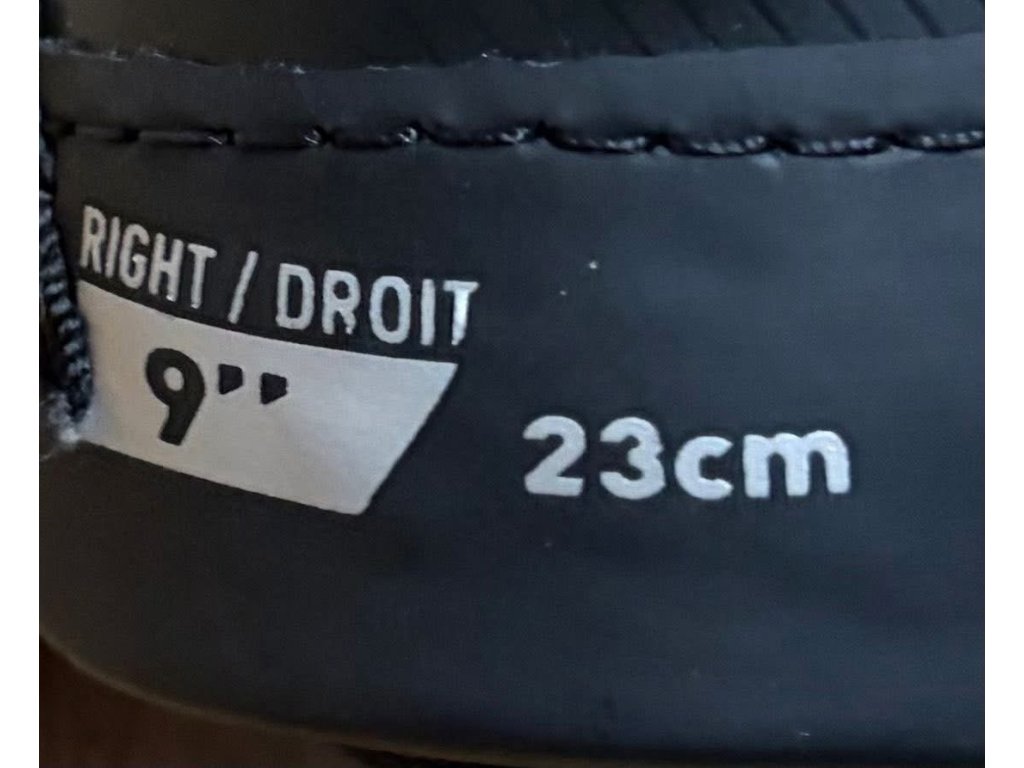 RIGHT / DROIT
9"
23cm